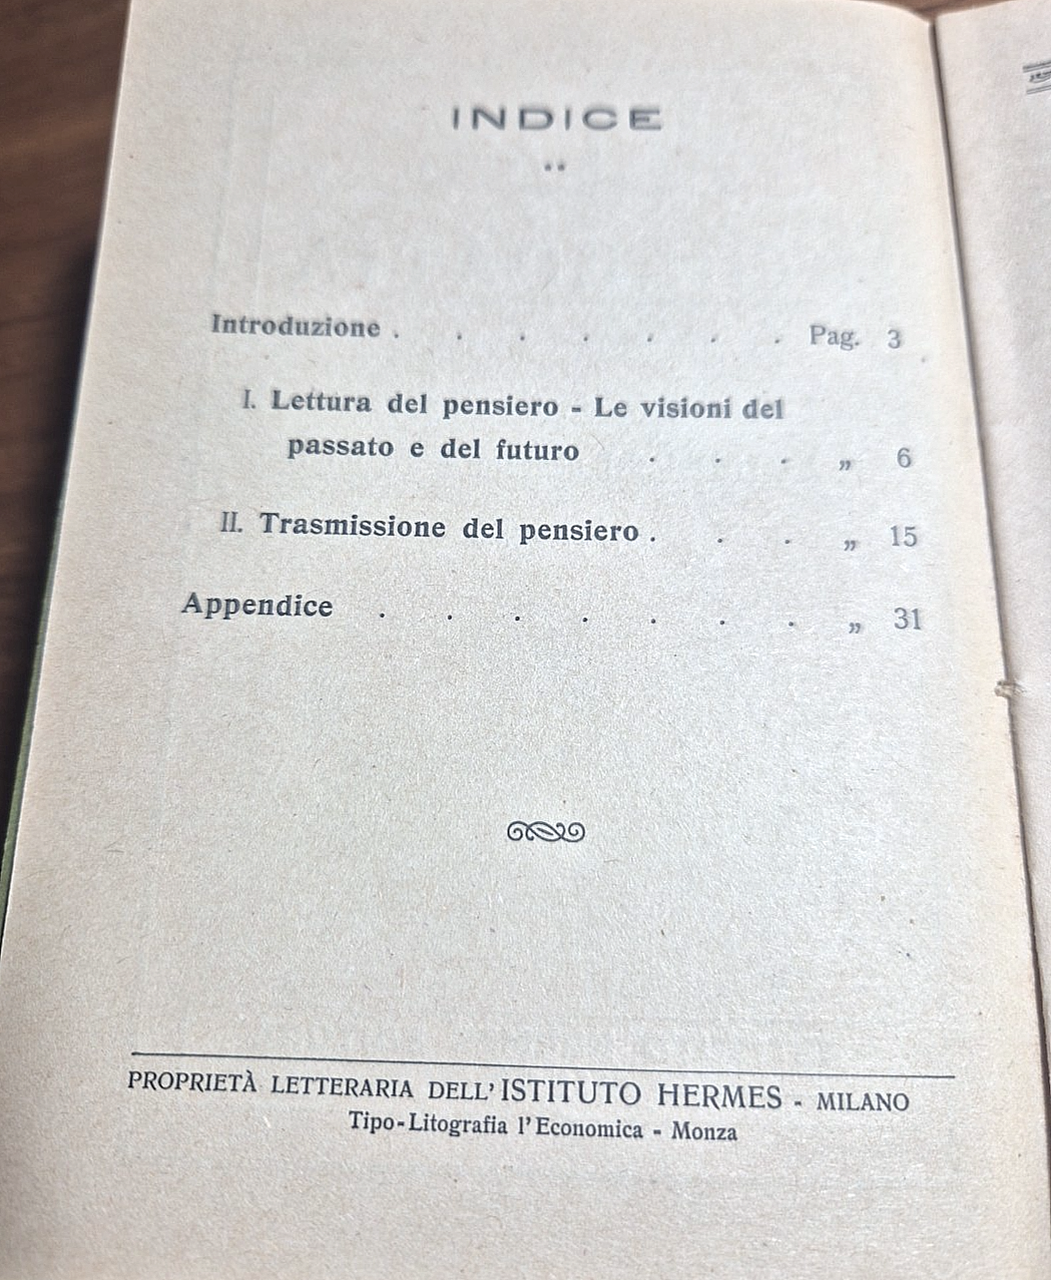 INDICE
Introduzione . . . . . . . Pag. 3
I. Lettura del pensiero - Le visioni del
passato e del futuro . . . „ 6
II. Trasmissione del pensiero . . . „ 15
Appendice . . . . . . . „ 31
PROPRIETÀ LETTERARIA DELL'ISTITUTO HERMES - MILANO
Tipo-Litografia l'Economica - Monza